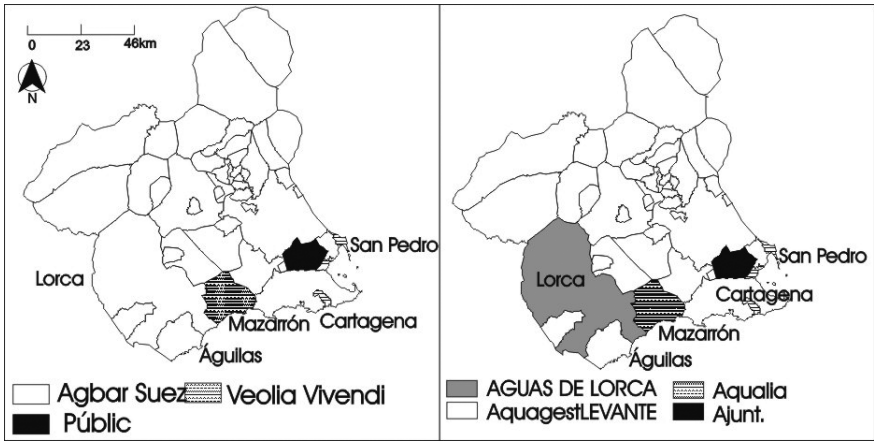 0 23 46km
N
San Pedro
Lorca
Mazarrón
Cartagena
Águilas
Agbar Suez
Veolia Vivendi
Públic
San Pedro
Lorca
Cartagena
Mazarrón
Águilas
AGUAS DE LORCA
Aqualia
AquagestLEVANTE
Ajunt.